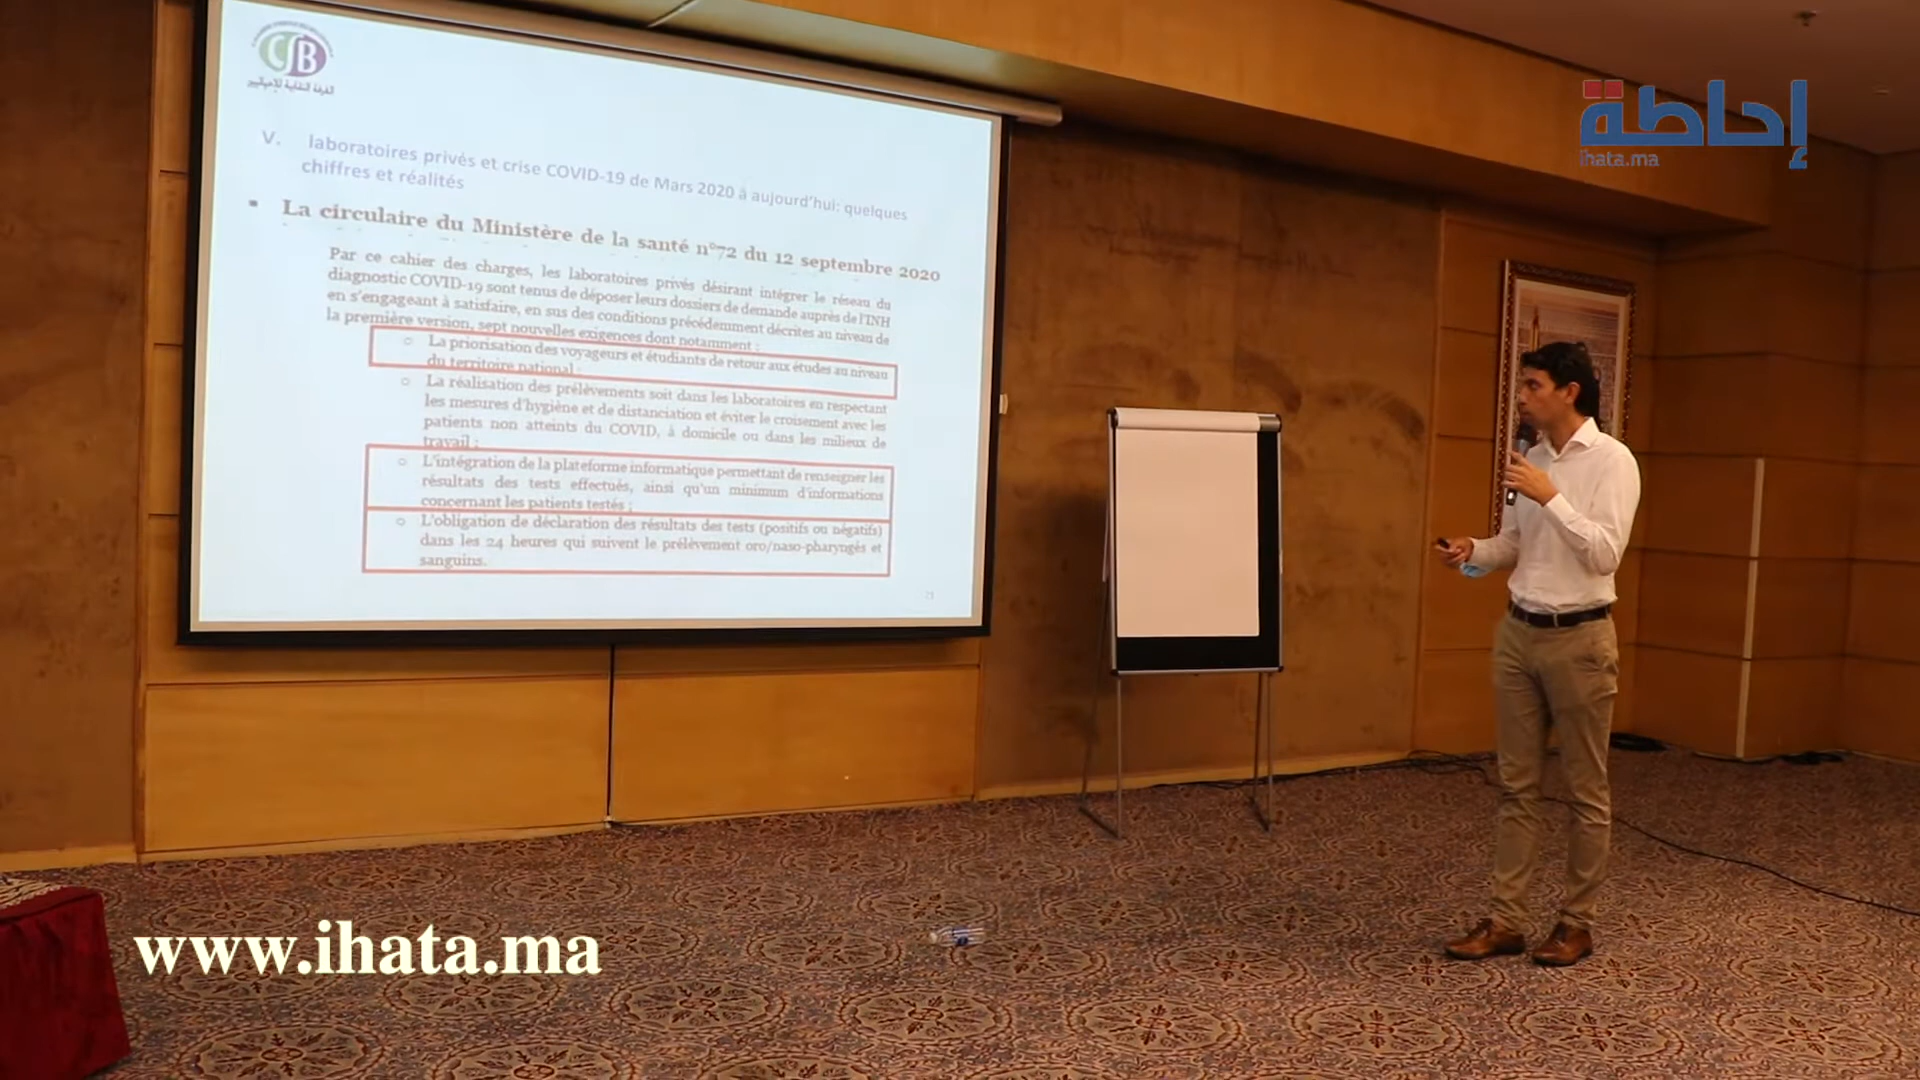 CSB
الغرفة النقابية للإحيائيين
إحاطة
ihata.ma
V. laboratoires privés et crise COVID-19 de Mars 2020 à aujourd'hui: quelques
chiffres et réalités
▪ La circulaire du Ministère de la santé n°72 du 12 septembre 2020
Par ce cahier des charges, les laboratoires privés désirant intégrer le réseau du
diagnostic COVID-19 sont tenus de déposer leurs dossiers de demande auprès de l'INH
en s'engageant à satisfaire, en sus des conditions précédemment décrites au niveau de
la première version, sept nouvelles exigences dont notamment :
o La priorisation des voyageurs et étudiants de retour aux études au niveau
du territoire national ;
o La réalisation des prélèvements soit dans les laboratoires en respectant
les mesures d'hygiène et de distanciation et éviter le croisement avec les
patients non atteints du COVID, à domicile ou dans les milieux de
travail ;
o L'intégration de la plateforme informatique permettant de renseigner les
résultats des tests effectués, ainsi qu'un minimum d'informations
concernant les patients testés ;
o L'obligation de déclaration des résultats des tests (positifs ou négatifs)
dans les 24 heures qui suivent le prélèvement oro/naso-pharyngés et
sanguins.
21
www.ihata.ma